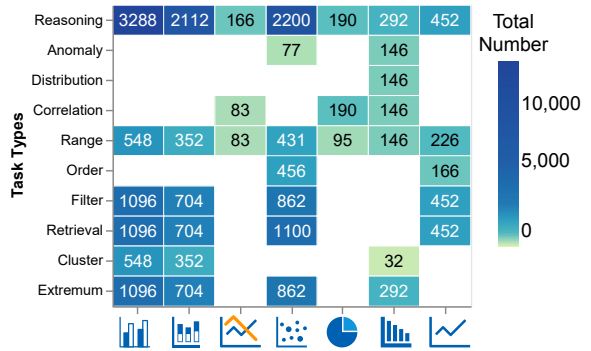 Total
Number
10,000
5,000
0
Task Types
Reasoning 3288 2112 166 2200 190 292 452
Anomaly 77 146
Distribution 146
Correlation 83 190 146
Range 548 352 83 431 95 146 226
Order 456 166
Filter 1096 704 862 452
Retrieval 1096 704 1100 452
Cluster 548 352 32
Extremum 1096 704 862 292